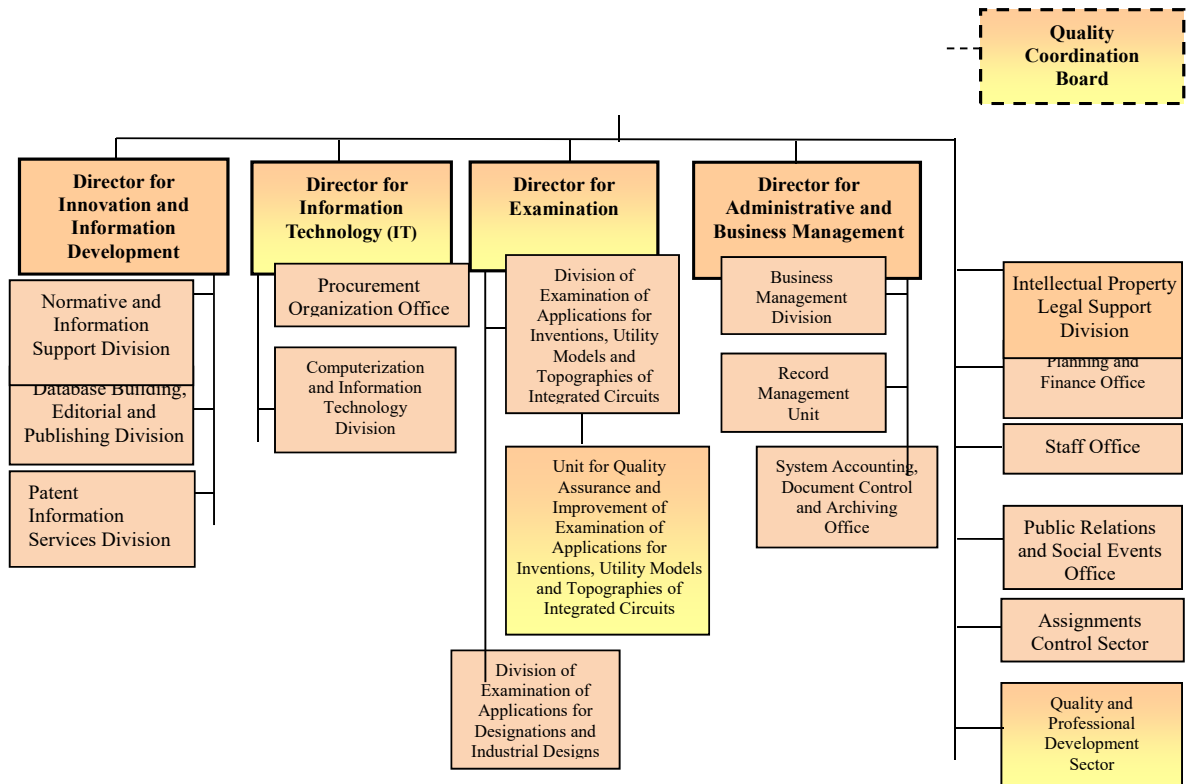 Quality
Coordination
Board
Director for
Innovation and
Information
Development
Director for
Information
Technology (IT)
Director for
Examination
Director for
Administrative and
Business Management
Normative and
Information
Support Division
Database Building,
Editorial and
Publishing Division
Patent
Information
Services Division
Procurement
Organization Office
Computerization
and Information
Technology
Division
Division of
Examination of
Applications for
Inventions, Utility
Models and
Topographies of
Integrated Circuits
Unit for Quality
Assurance and
Improvement of
Examination of
Applications for
Inventions, Utility Models
and Topographies of
Integrated Circuits
Division of
Examination of
Applications for
Designations and
Industrial Designs
Business
Management
Division
Record
Management
Unit
System Accounting,
Document Control
and Archiving
Office
Intellectual Property
Legal Support
Division
Planning and
Finance Office
Staff Office
Public Relations
and Social Events
Office
Assignments
Control Sector
Quality and
Professional
Development
Sector